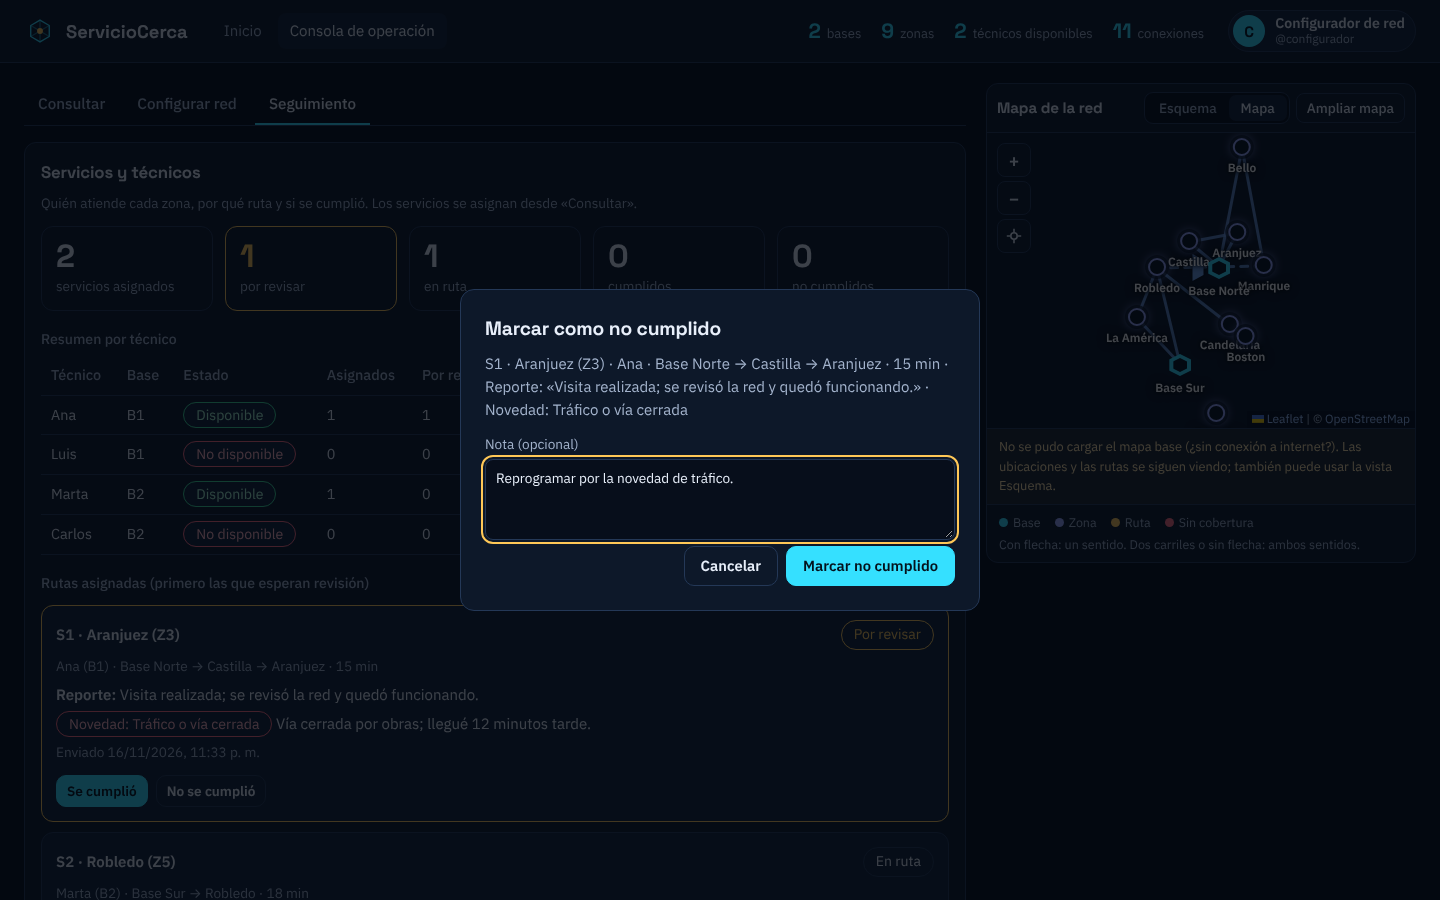 ServicioCerca
Inicio
Consola de operación
2 bases
9 zonas
2 técnicos disponibles
11 conexiones
C
Configurador de red
@configurador
Consultar
Configurar red
Seguimiento
Servicios y técnicos
Quién atiende cada zona, por qué ruta y si se cumplió. Los servicios se asignan desde «Consultar».
2
servicios asignados
1
por revisar
1
en ruta
0
cumplidos
0
no cumplidos
Resumen por técnico
Técnico Base Estado Asignados Por re
Ana B1 Disponible 1 1
Luis B1 No disponible 0 0
Marta B2 Disponible 1 0
Carlos B2 No disponible 0 0
Rutas asignadas (primero las que esperan revisión)
S1 · Aranjuez (Z3)
Por revisar
Ana (B1) · Base Norte → Castilla → Aranjuez · 15 min
Reporte: Visita realizada; se revisó la red y quedó funcionando.
Novedad: Tráfico o vía cerrada Vía cerrada por obras; llegué 12 minutos tarde.
Enviado 16/11/2026, 11:33 p. m.
Se cumplió
No se cumplió
S2 · Robledo (Z5)
En ruta
Marta (B2) · Base Sur → Robledo · 18 min
Marcar como no cumplido
S1 · Aranjuez (Z3) · Ana · Base Norte → Castilla → Aranjuez · 15 min ·
Reporte: «Visita realizada; se revisó la red y quedó funcionando.» ·
Novedad: Tráfico o vía cerrada
Nota (opcional)
Reprogramar por la novedad de tráfico.
Cancelar
Marcar no cumplido
Mapa de la red
Esquema
Mapa
Ampliar mapa
+
−
Bello
Aranjuez
Castilla
Robledo
Base Norte
Manrique
La América
Candelaria
Boston
Base Sur
Leaflet | © OpenStreetMap
No se pudo cargar el mapa base (¿sin conexión a internet?). Las
ubicaciones y las rutas se siguen viendo; también puede usar la vista
Esquema.
Base
Zona
Ruta
Sin cobertura
Con flecha: un sentido. Dos carriles o sin flecha: ambos sentidos.